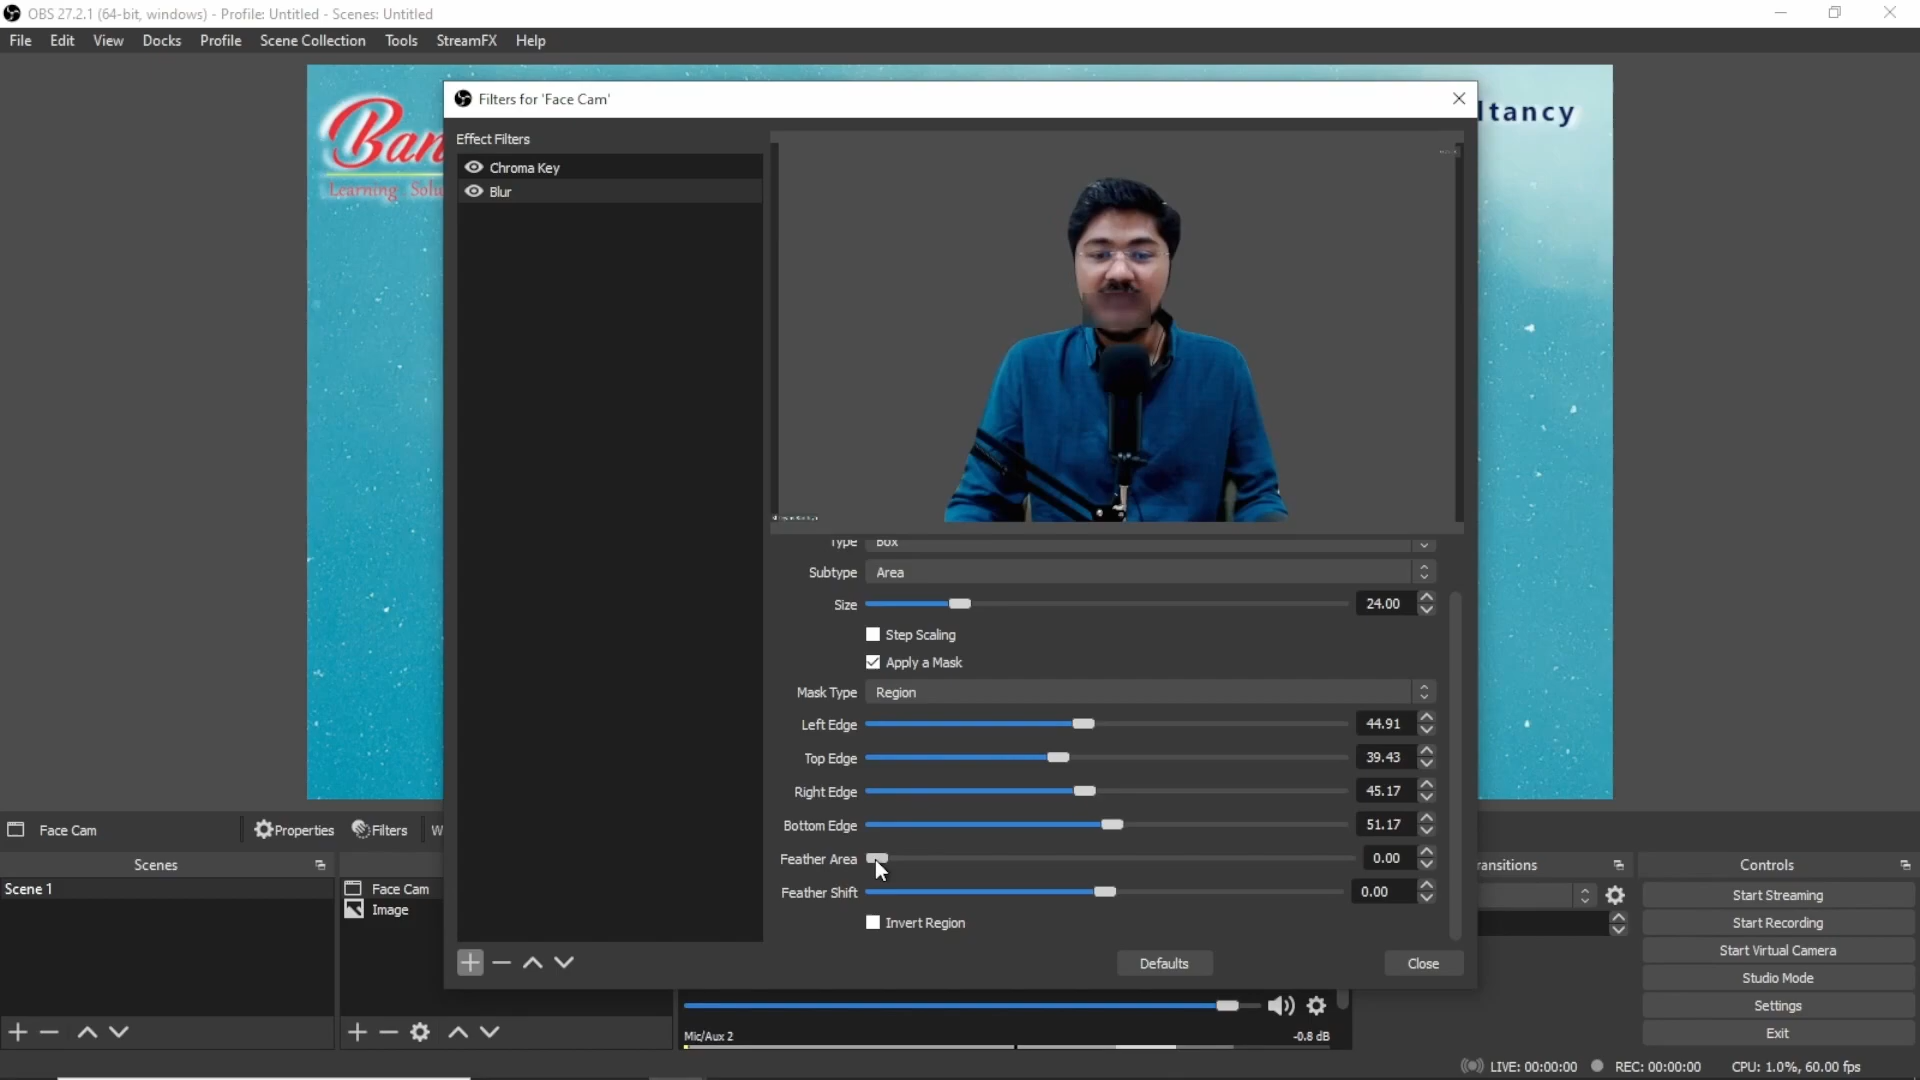 OBS 27.2.1 (64-bit, windows) - Profile: Untitled - Scenes: Untitled
File Edit View Docks Profile Scene Collection Tools StreamFX Help
Ban
Learning Solu
ltancy
Filters for 'Face Cam'
Effect Filters
Chroma Key
Blur
Type Box
Subtype Area
Size 24.00
Step Scaling
Apply a Mask
Mask Type Region
Left Edge 44.91
Top Edge 39.43
Right Edge 45.17
Bottom Edge 51.17
Feather Area 0.00
Feather Shift 0.00
Invert Region
Defaults Close
Face Cam Properties Filters W
Scenes
Scene 1
Face Cam
Image
Mic/Aux 2 -0.8 dB
ransitions
Controls
Start Streaming
Start Recording
Start Virtual Camera
Studio Mode
Settings
Exit
LIVE: 00:00:00 REC: 00:00:00 CPU: 1.0%, 60.00 fps